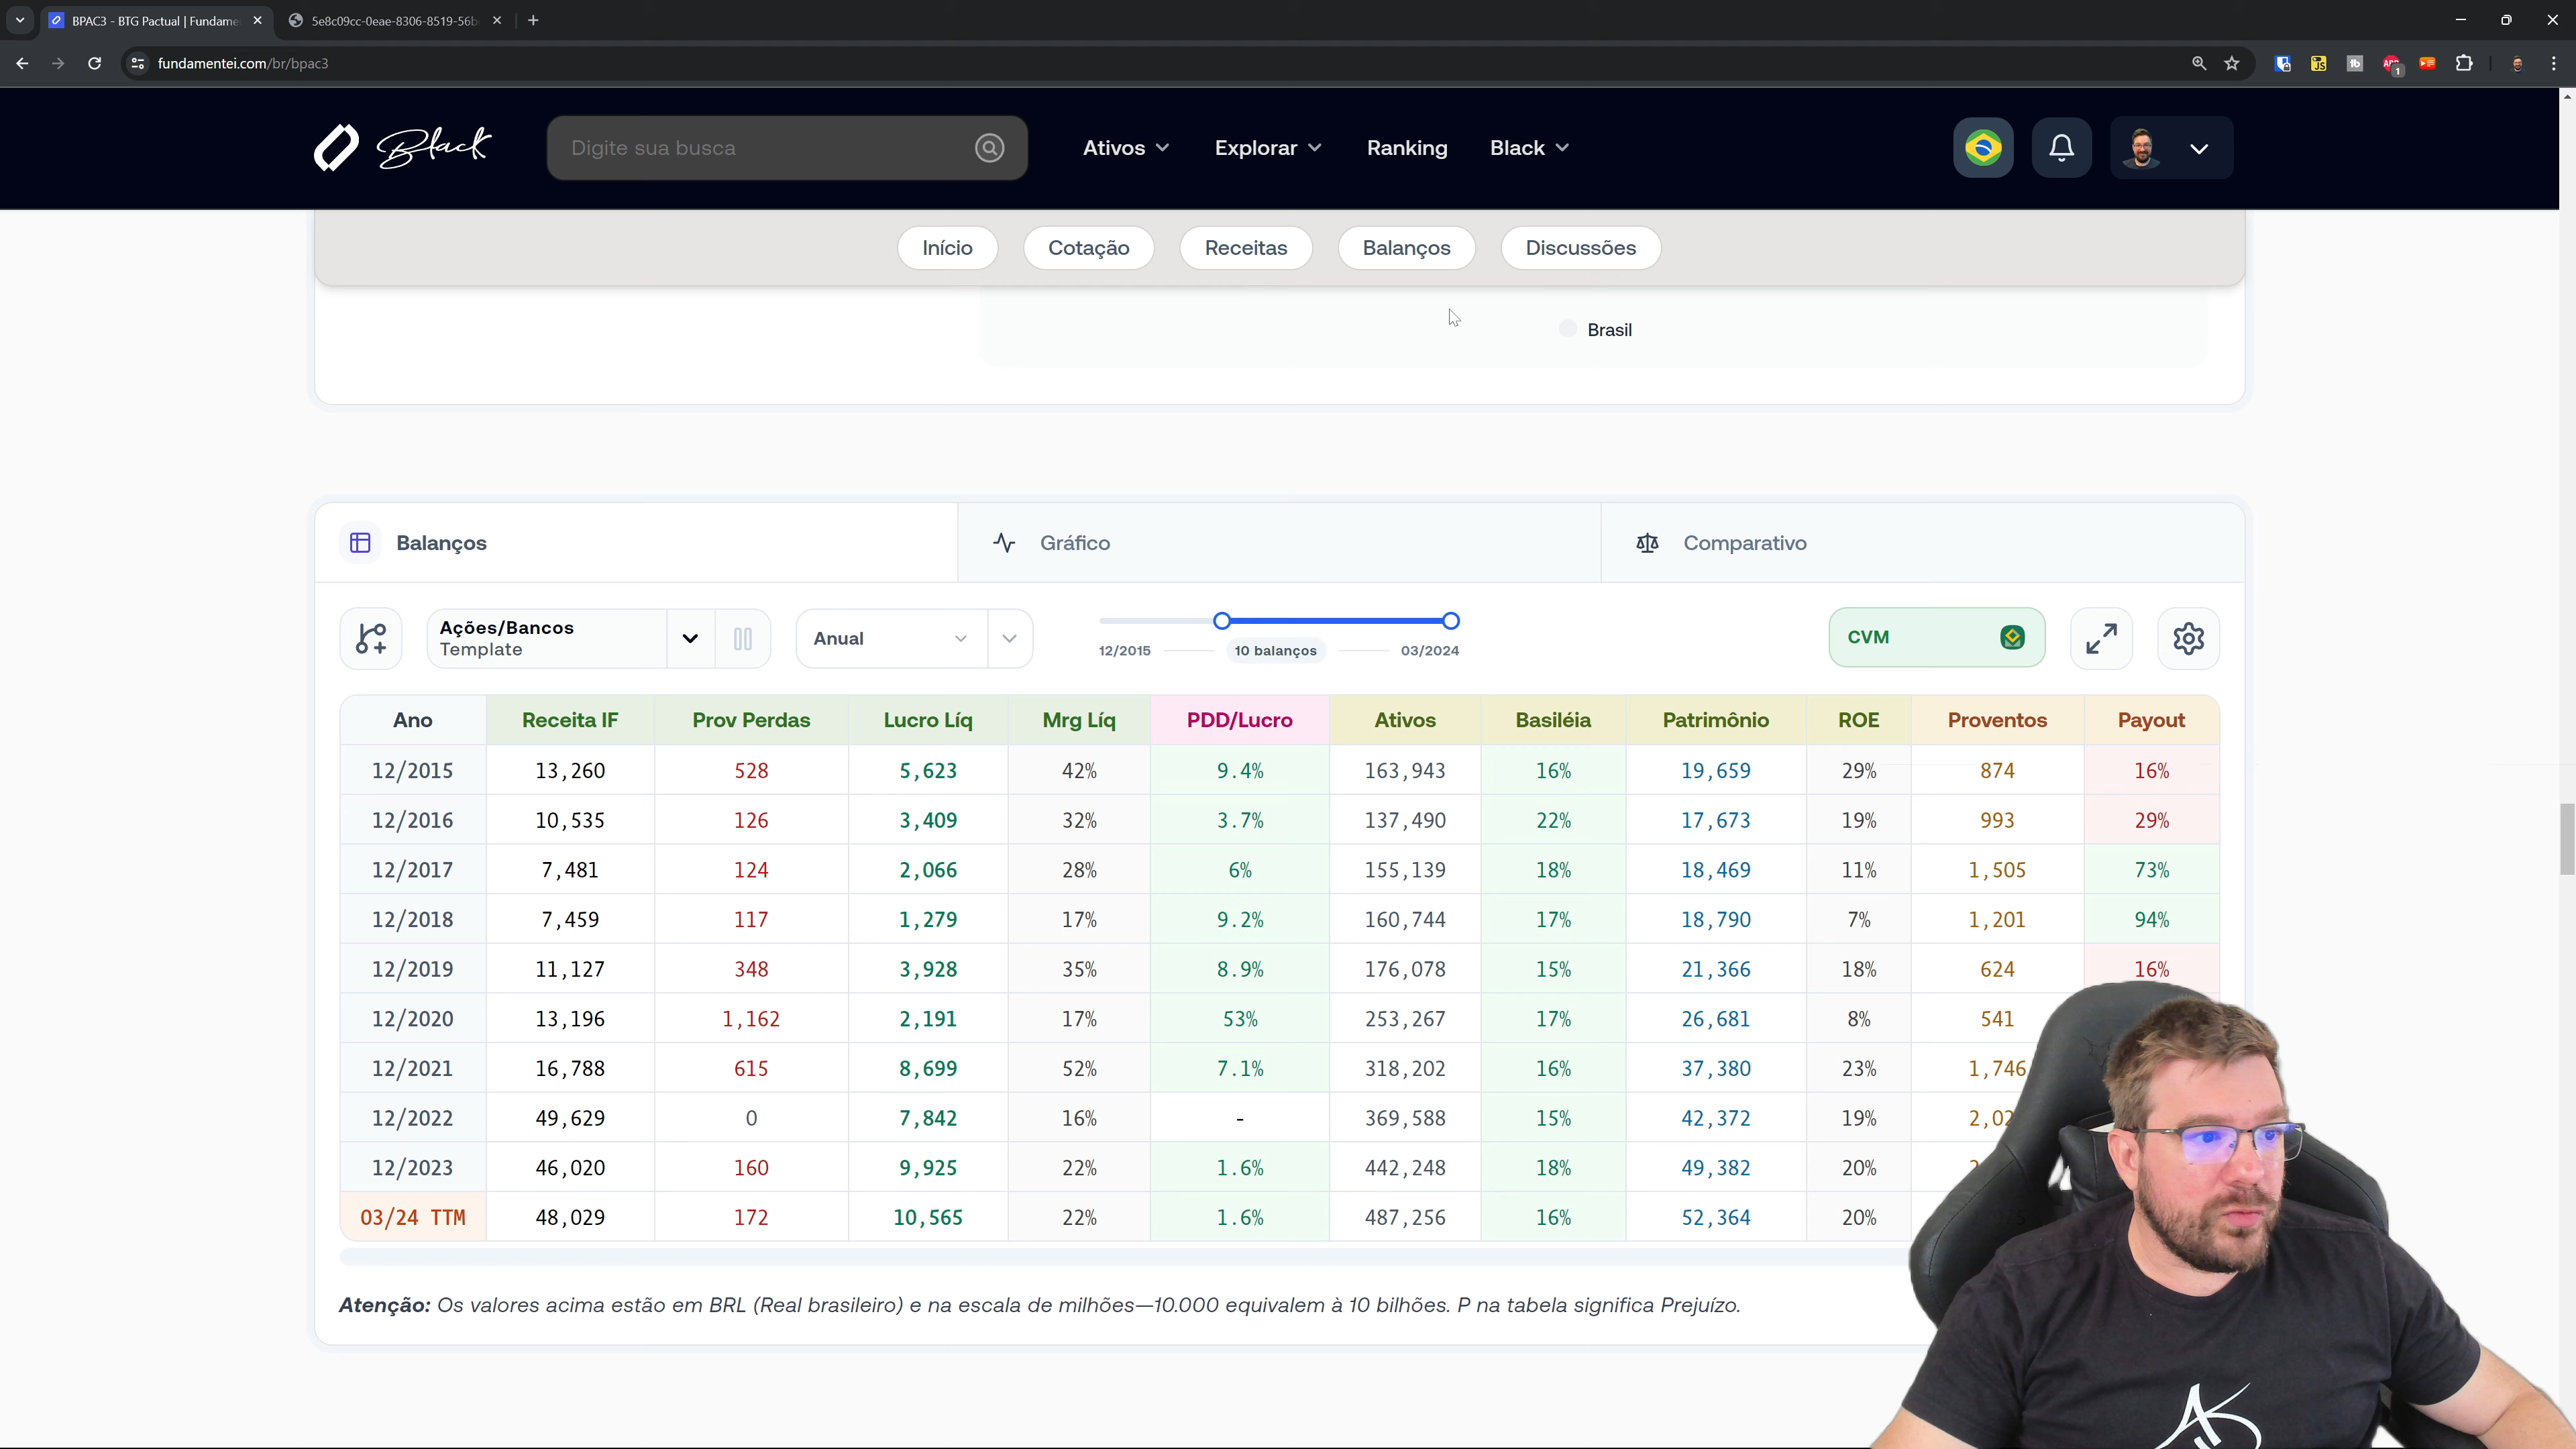 BPAC3 - BTG Pactual | Fundame
5e8c09cc-0eae-8306-8519-56b
fundamentei.com/br/bpac3
Black
Digite sua busca
Ativos
Explorar
Ranking
Black
Início
Cotação
Receitas
Balanços
Discussões
Brasil
Balanços
Gráfico
Comparativo
Ações/Bancos
Template
Anual
12/2015
10 balanços
03/2024
CVM
Ano Receita IF Prov Perdas Lucro Líq Mrg Líq PDD/Lucro Ativos Basiléia Patrimônio ROE Proventos Payout
12/2015 13,260 528 5,623 42% 9.4% 163,943 16% 19,659 29% 874 16%
12/2016 10,535 126 3,409 32% 3.7% 137,490 22% 17,673 19% 993 29%
12/2017 7,481 124 2,066 28% 6% 155,139 18% 18,469 11% 1,505 73%
12/2018 7,459 117 1,279 17% 9.2% 160,744 17% 18,790 7% 1,201 94%
12/2019 11,127 348 3,928 35% 8.9% 176,078 15% 21,366 18% 624 16%
12/2020 13,196 1,162 2,191 17% 53% 253,267 17% 26,681 8% 541
12/2021 16,788 615 8,699 52% 7.1% 318,202 16% 37,380 23% 1,746
12/2022 49,629 0 7,842 16% - 369,588 15% 42,372 19% 2,02
12/2023 46,020 160 9,925 22% 1.6% 442,248 18% 49,382 20%
03/24 TTM 48,029 172 10,565 22% 1.6% 487,256 16% 52,364 20%
Atenção: Os valores acima estão em BRL (Real brasileiro) e na escala de milhões—10.000 equivalem à 10 bilhões. P na tabela significa Prejuízo.